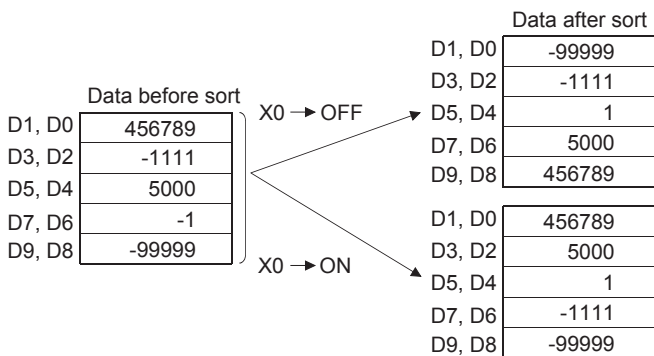 Data before sort
D1, D0 456789
D3, D2 -1111
D5, D4 5000
D7, D6 -1
D9, D8 -99999
X0 → OFF
X0 → ON
Data after sort
D1, D0 -99999
D3, D2 -1111
D5, D4 1
D7, D6 5000
D9, D8 456789
D1, D0 456789
D3, D2 5000
D5, D4 1
D7, D6 -1111
D9, D8 -99999